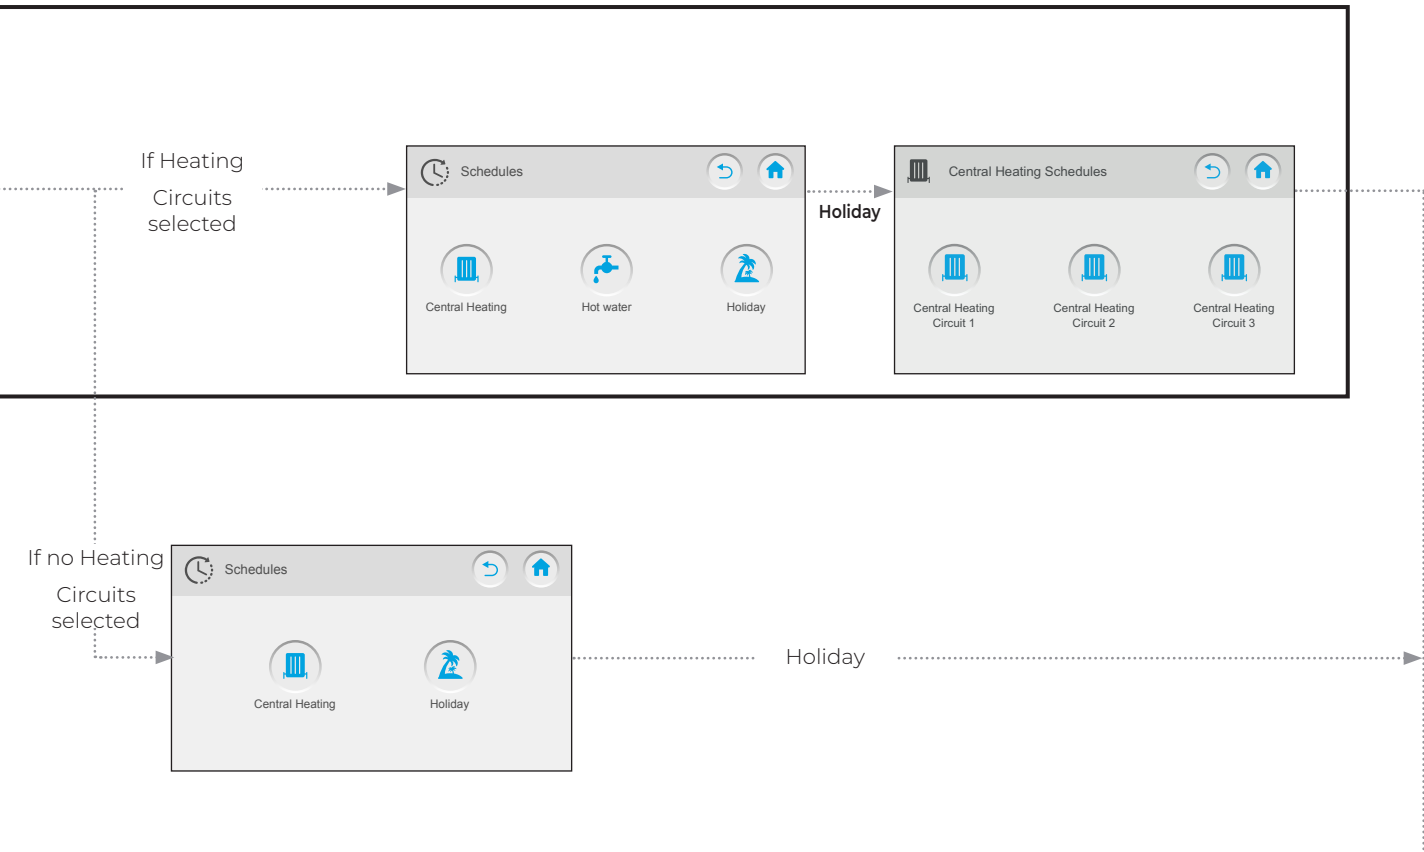 If Heating
Circuits
selected
Schedules
Central Heating
Hot water
Holiday
Holiday
Central Heating Schedules
Central Heating
Circuit 1
Central Heating
Circuit 2
Central Heating
Circuit 3
If no Heating
Circuits
selected
Schedules
Central Heating
Holiday
Holiday